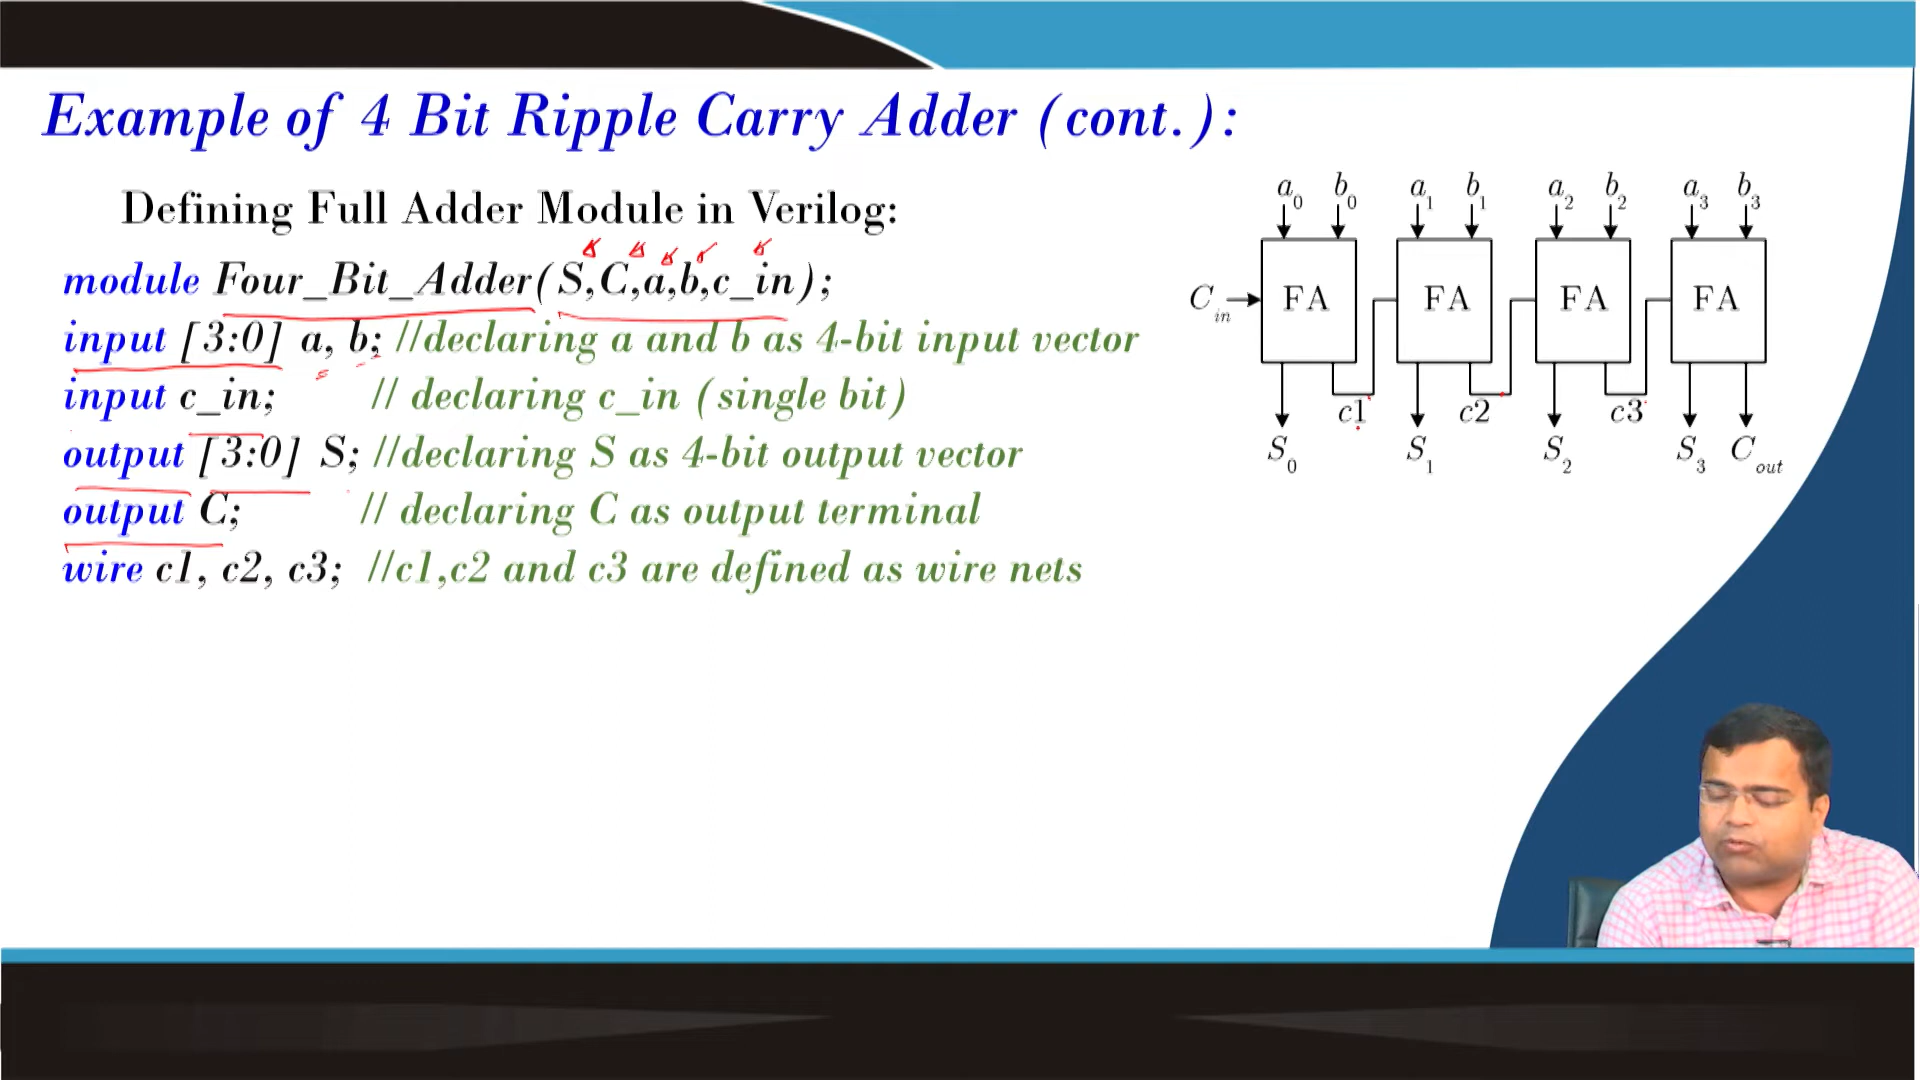 Example of 4 Bit Ripple Carry Adder (cont.):
Defining Full Adder Module in Verilog:
module Four_Bit_Adder(S,C,a,b,c_in);
input [3:0] a, b; //declaring a and b as 4-bit input vector
input c_in; // declaring c_in (single bit)
output [3:0] S; //declaring S as 4-bit output vector
output C; // declaring C as output terminal
wire c1, c2, c3; //c1,c2 and c3 are defined as wire nets
a0 b0 a1 b1 a2 b2 a3 b3
Cin FA FA FA FA
c1 c2 c3
S0 S1 S2 S3 Cout